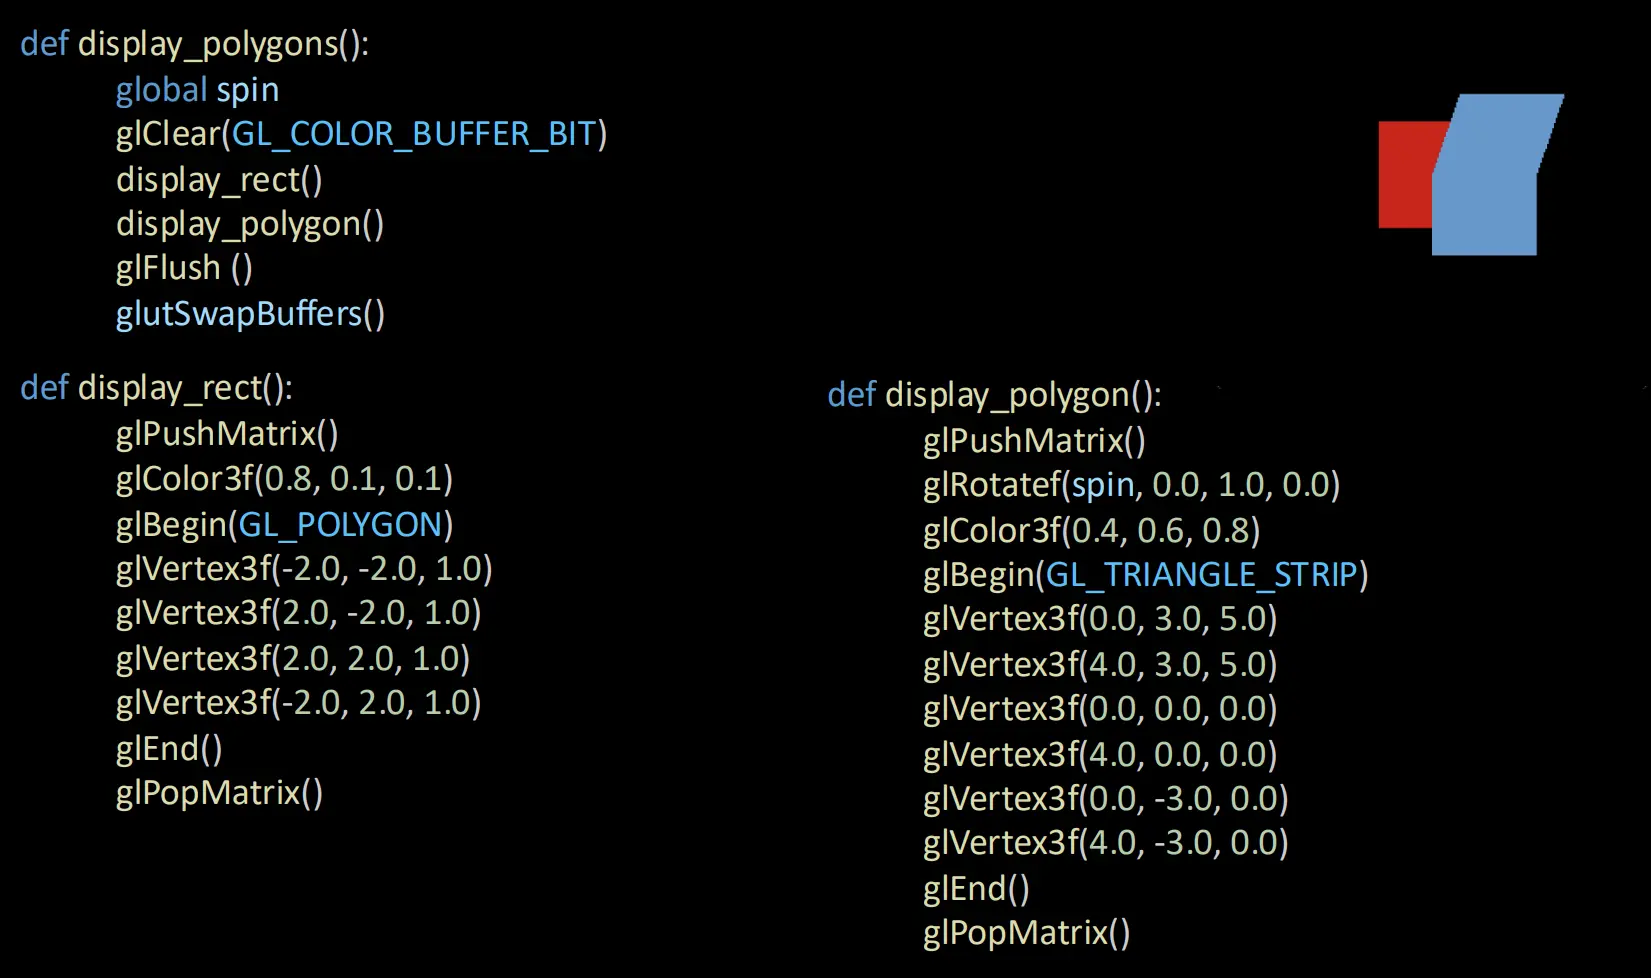 def display_polygons():
global spin
glClear(GL_COLOR_BUFFER_BIT)
display_rect()
display_polygon()
glFlush ()
glutSwapBuffers()
def display_rect():
glPushMatrix()
glColor3f(0.8, 0.1, 0.1)
glBegin(GL_POLYGON)
glVertex3f(-2.0, -2.0, 1.0)
glVertex3f(2.0, -2.0, 1.0)
glVertex3f(2.0, 2.0, 1.0)
glVertex3f(-2.0, 2.0, 1.0)
glEnd()
glPopMatrix()
def display_polygon():
glPushMatrix()
glRotatef(spin, 0.0, 1.0, 0.0)
glColor3f(0.4, 0.6, 0.8)
glBegin(GL_TRIANGLE_STRIP)
glVertex3f(0.0, 3.0, 5.0)
glVertex3f(4.0, 3.0, 5.0)
glVertex3f(0.0, 0.0, 0.0)
glVertex3f(4.0, 0.0, 0.0)
glVertex3f(0.0, -3.0, 0.0)
glVertex3f(4.0, -3.0, 0.0)
glEnd()
glPopMatrix()